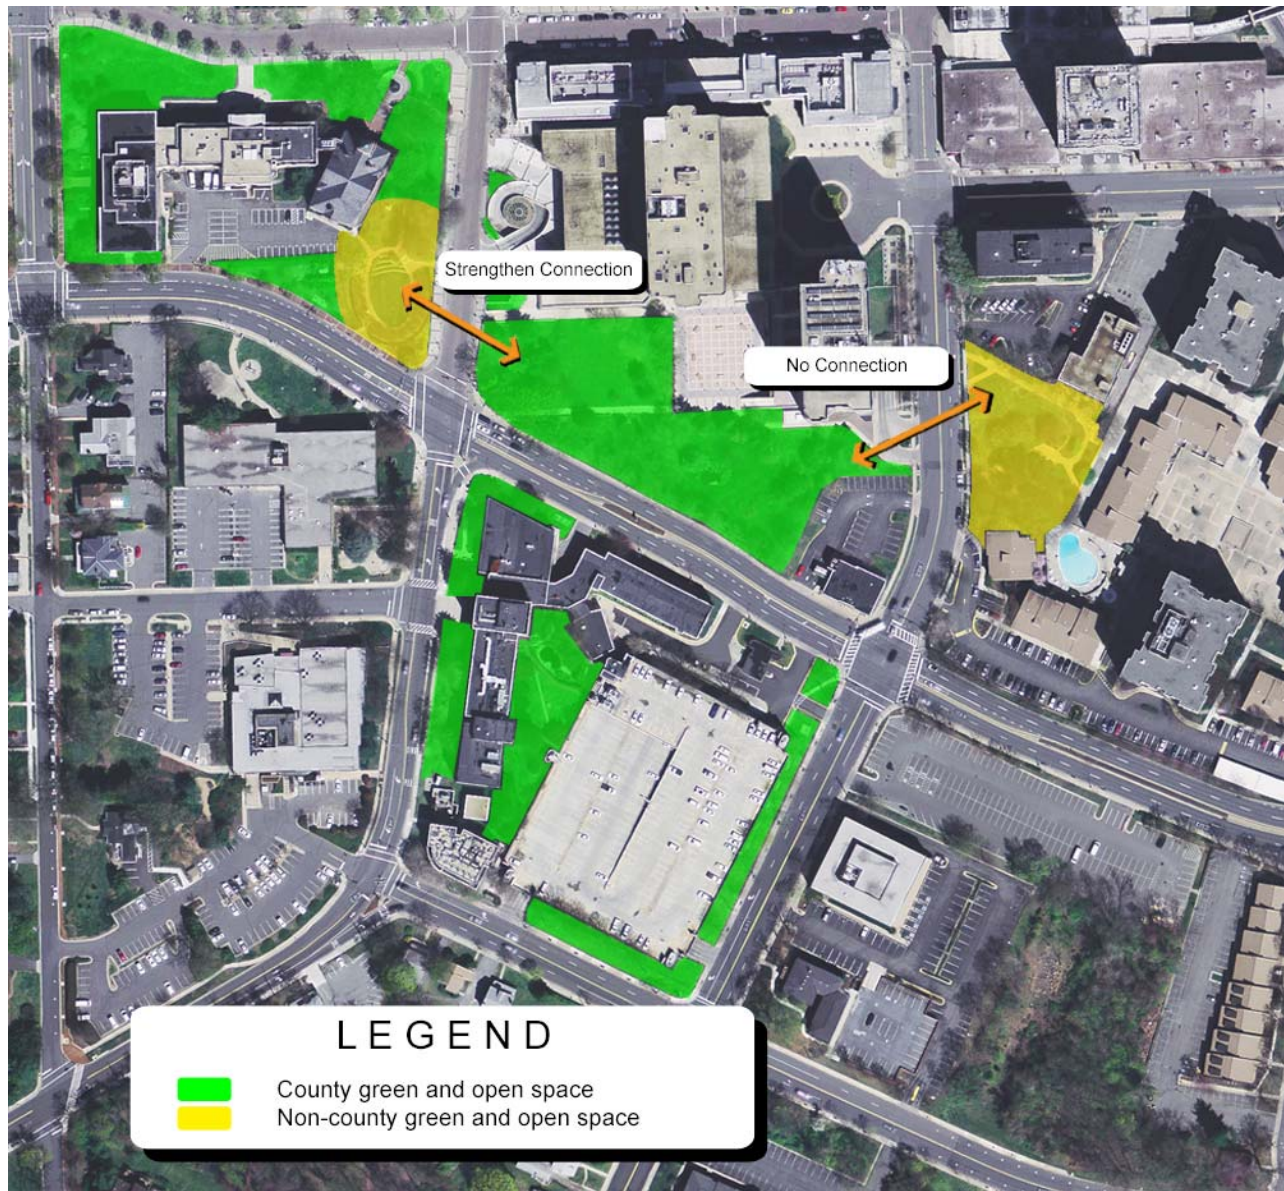 Strengthen Connection
No Connection
LEGEND
County green and open space
Non-county green and open space